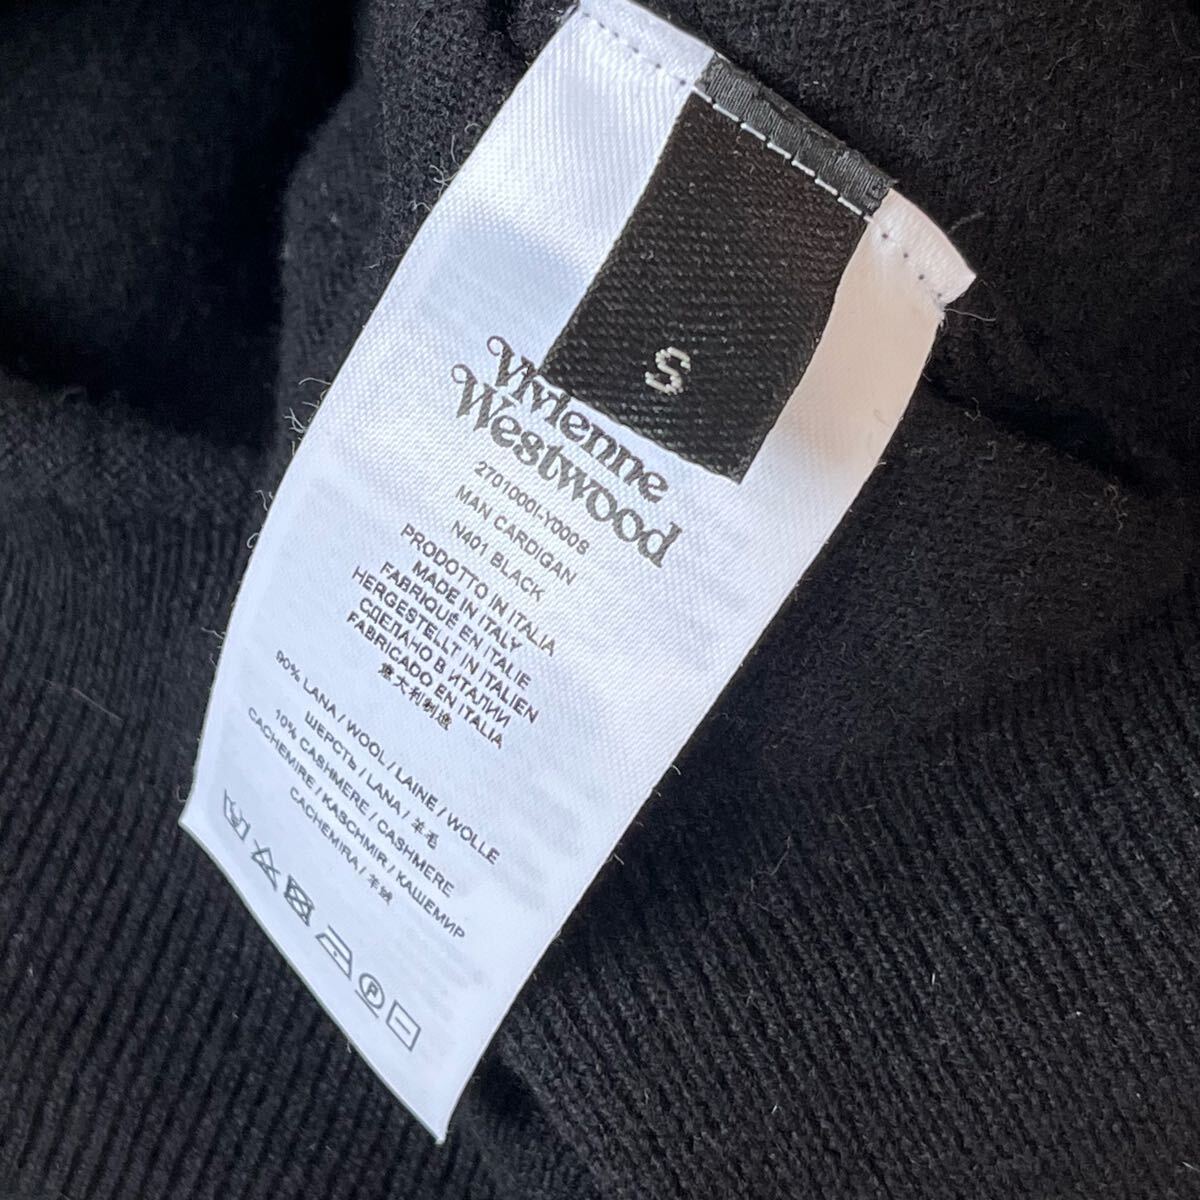 S
Vivienne
Westwood
2701000I-Y000S
MAN CARDIGAN
N401 BLACK
PRODOTTO IN ITALIA
MADE IN ITALY
FABRIQUÉ EN ITALIE
HERGESTELLT IN ITALIEN
СДЕЛАНО В ИТАЛИИ
FABRICADO EN ITALIA
意大利制造
90% LANA / WOOL / LAINE / WOLLE
ШЕРСТЬ / LANA / 羊毛
10% CASHMERE / CASHMERE
CACHEMIRE / KASCHMIR / КАШЕМИР
CACHEMIRA / 羊绒
P